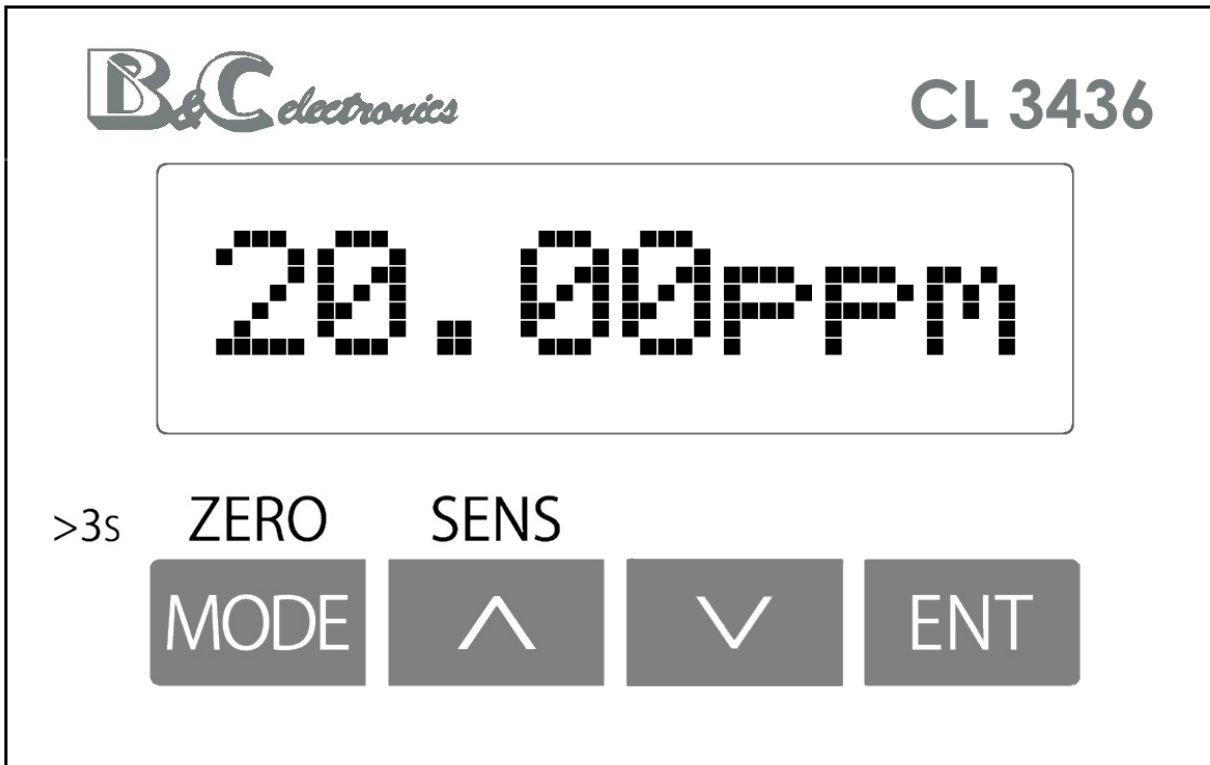 B&C electronics CL 3436
20.00ppm
>3s ZERO SENS
MODE ∧ ∨ ENT